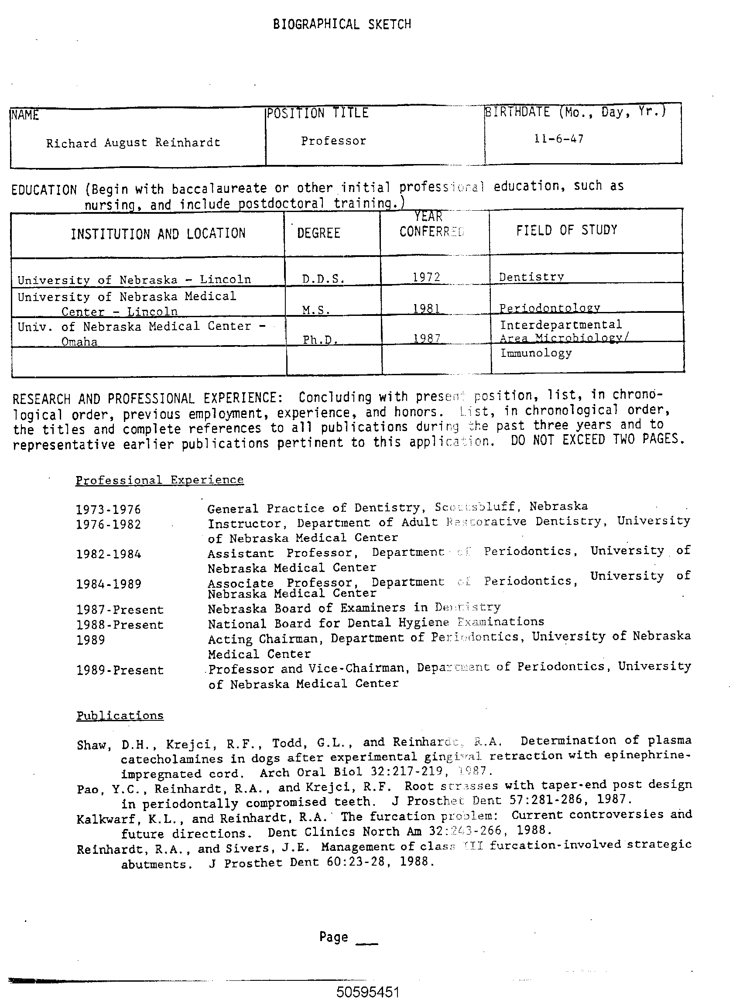 BIOGRAPHICAL SKETCH
NAME POSITION TITLE BIRTHDATE (Mo., Day, Yr.)
Richard August Reinhardt Professor 11-6-47
EDUCATION (Begin with baccalaureate or other initial professional education, such as
nursing, and include postdoctoral training.)
INSTITUTION AND LOCATION DEGREE YEAR CONFERRED FIELD OF STUDY
University of Nebraska - Lincoln D.D.S. 1972 Dentistry
University of Nebraska Medical
Center - Lincoln M.S. 1981 Periodontology
Univ. of Nebraska Medical Center - Interdepartmental
Omaha Ph.D. 1987 Area Microbiology/
Immunology
RESEARCH AND PROFESSIONAL EXPERIENCE: Concluding with present position, list, in chrono-
logical order, previous employment, experience, and honors. List, in chronological order,
the titles and complete references to all publications during the past three years and to
representative earlier publications pertinent to this application. DO NOT EXCEED TWO PAGES.
Professional Experience
1973-1976 General Practice of Dentistry, Scottsbluff, Nebraska
1976-1982 Instructor, Department of Adult Restorative Dentistry, University
of Nebraska Medical Center
1982-1984 Assistant Professor, Department of Periodontics, University of
Nebraska Medical Center
1984-1989 Associate Professor, Department of Periodontics, University of
Nebraska Medical Center
1987-Present Nebraska Board of Examiners in Dentistry
1988-Present National Board for Dental Hygiene Examinations
1989 Acting Chairman, Department of Periodontics, University of Nebraska
Medical Center
1989-Present Professor and Vice-Chairman, Department of Periodontics, University
of Nebraska Medical Center
Publications
Shaw, D.H., Krejci, R.F., Todd, G.L., and Reinhardt, R.A. Determination of plasma
catecholamines in dogs after experimental gingival retraction with epinephrine-
impregnated cord. Arch Oral Biol 32:217-219, 1987.
Pao, Y.C., Reinhardt, R.A., and Krejci, R.F. Root stresses with taper-end post design
in periodontally compromised teeth. J Prosthet Dent 57:281-286, 1987.
Kalkwarf, K.L., and Reinhardt, R.A. The furcation problem: Current controversies and
future directions. Dent Clinics North Am 32:243-266, 1988.
Reinhardt, R.A., and Sivers, J.E. Management of class III furcation-involved strategic
abutments. J Prosthet Dent 60:23-28, 1988.
Page __
50595451